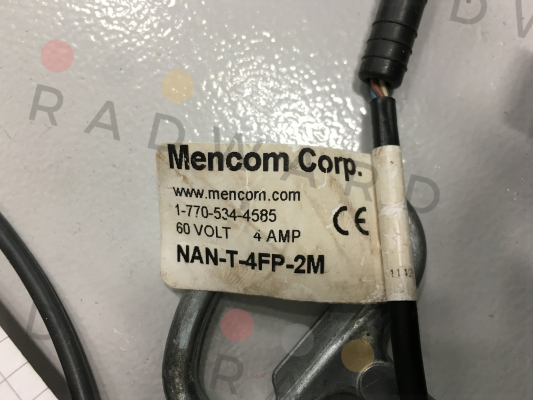 RADWARD
Mencom Corp.
www.mencom.com
1-770-534-4585
60 VOLT 4 AMP
CE
NAN-T-4FP-2M